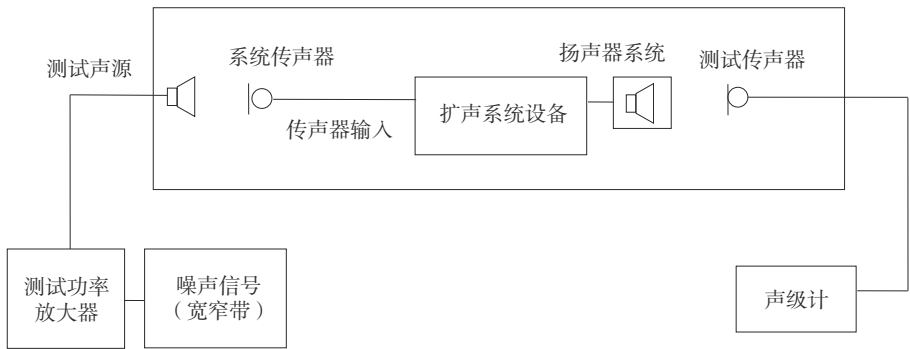 测试声源
系统传声器
扬声器系统
测试传声器
扩声系统设备
传声器输入
测试功率
放大器
噪声信号
（宽窄带）
声级计